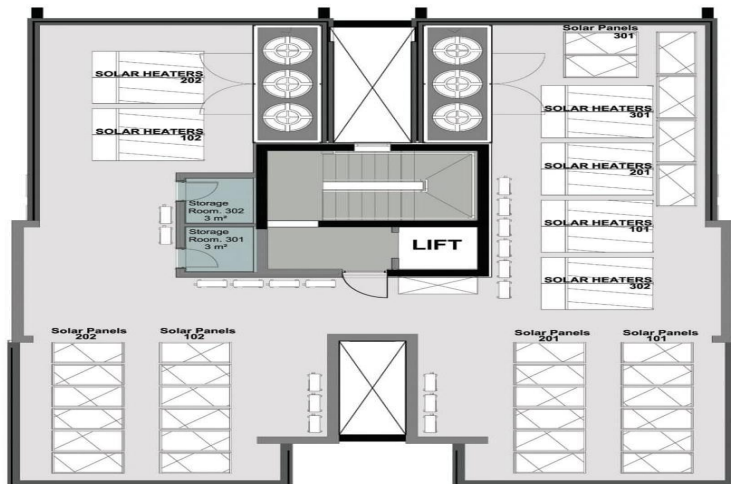 Solar Panels
301
SOLAR HEATERS
202
SOLAR HEATERS
102
SOLAR HEATERS
301
SOLAR HEATERS
201
SOLAR HEATERS
101
SOLAR HEATERS
302
Storage
Room. 302
3 m²
Storage
Room. 301
3 m²
LIFT
Solar Panels
202
Solar Panels
102
Solar Panels
201
Solar Panels
101